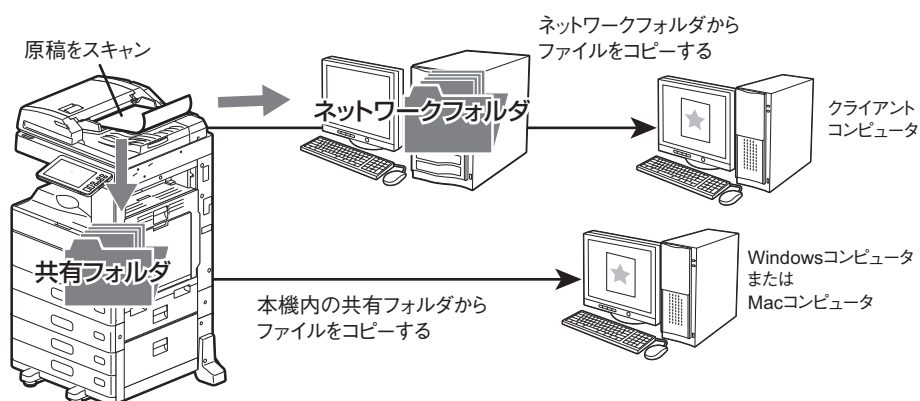 原稿をスキャン
ネットワークフォルダから
ファイルをコピーする
ネットワークフォルダ
クライアント
コンピュータ
共有フォルダ
本機内の共有フォルダから
ファイルをコピーする
Windowsコンピュータ
または
Macコンピュータ